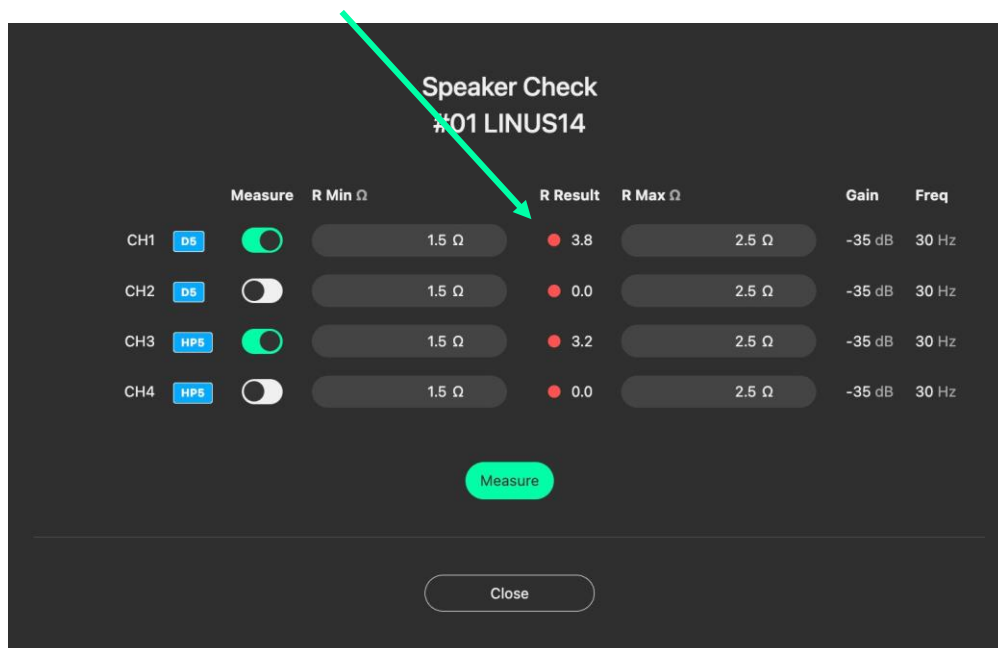 Speaker Check
#01 LINUS14
Measure R Min Ω R Result R Max Ω Gain Freq
CH1 D5 1.5 Ω 3.8 2.5 Ω -35 dB 30 Hz
CH2 D5 1.5 Ω 0.0 2.5 Ω -35 dB 30 Hz
CH3 HP5 1.5 Ω 3.2 2.5 Ω -35 dB 30 Hz
CH4 HP5 1.5 Ω 0.0 2.5 Ω -35 dB 30 Hz
Measure
Close